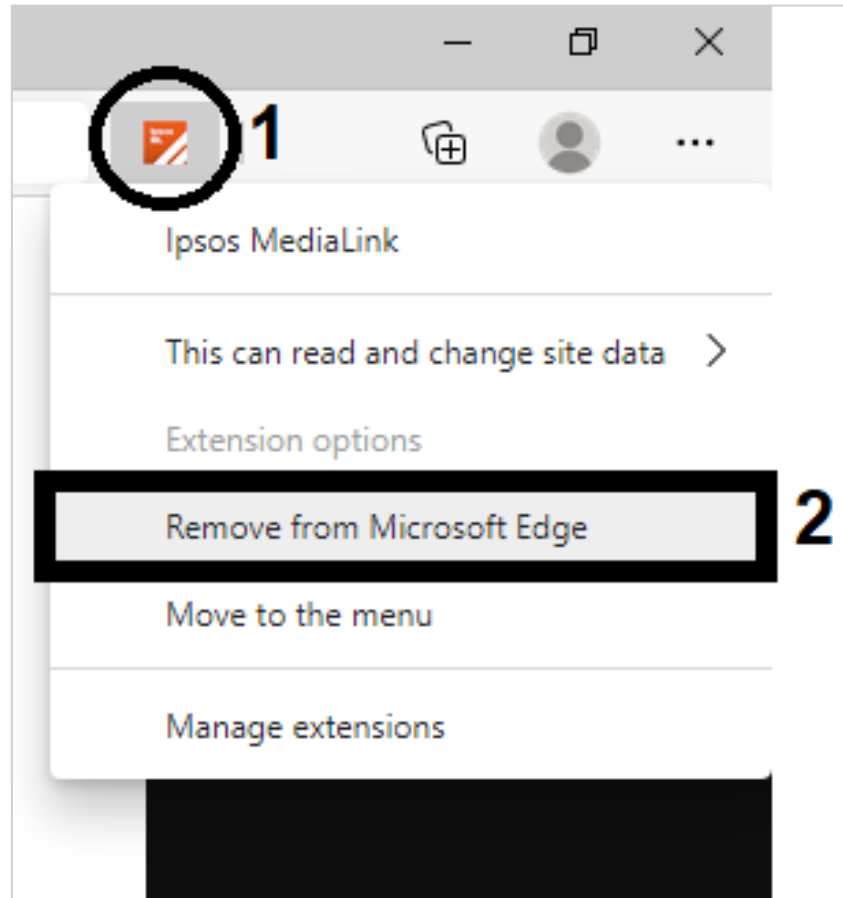 1
Ipsos MediaLink
This can read and change site data
Extension options
Remove from Microsoft Edge
2
Move to the menu
Manage extensions